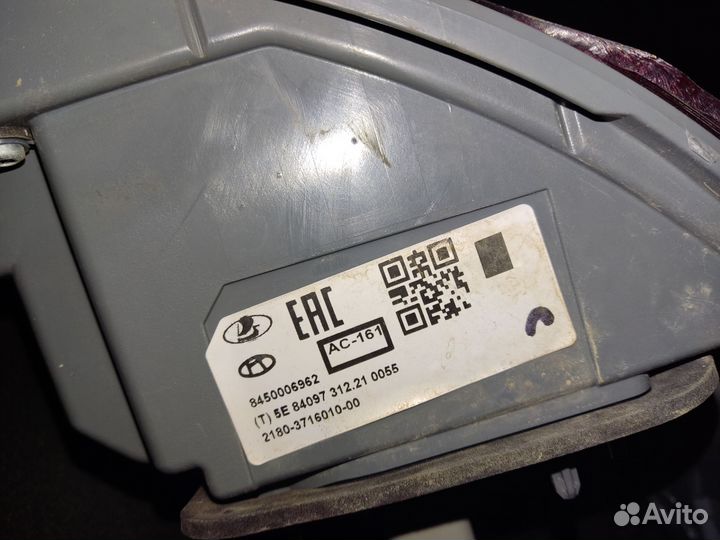 EAC
AC-161
8450006962
(T) 5E 84097 312.21 0055
2180-3716010-00
Avito